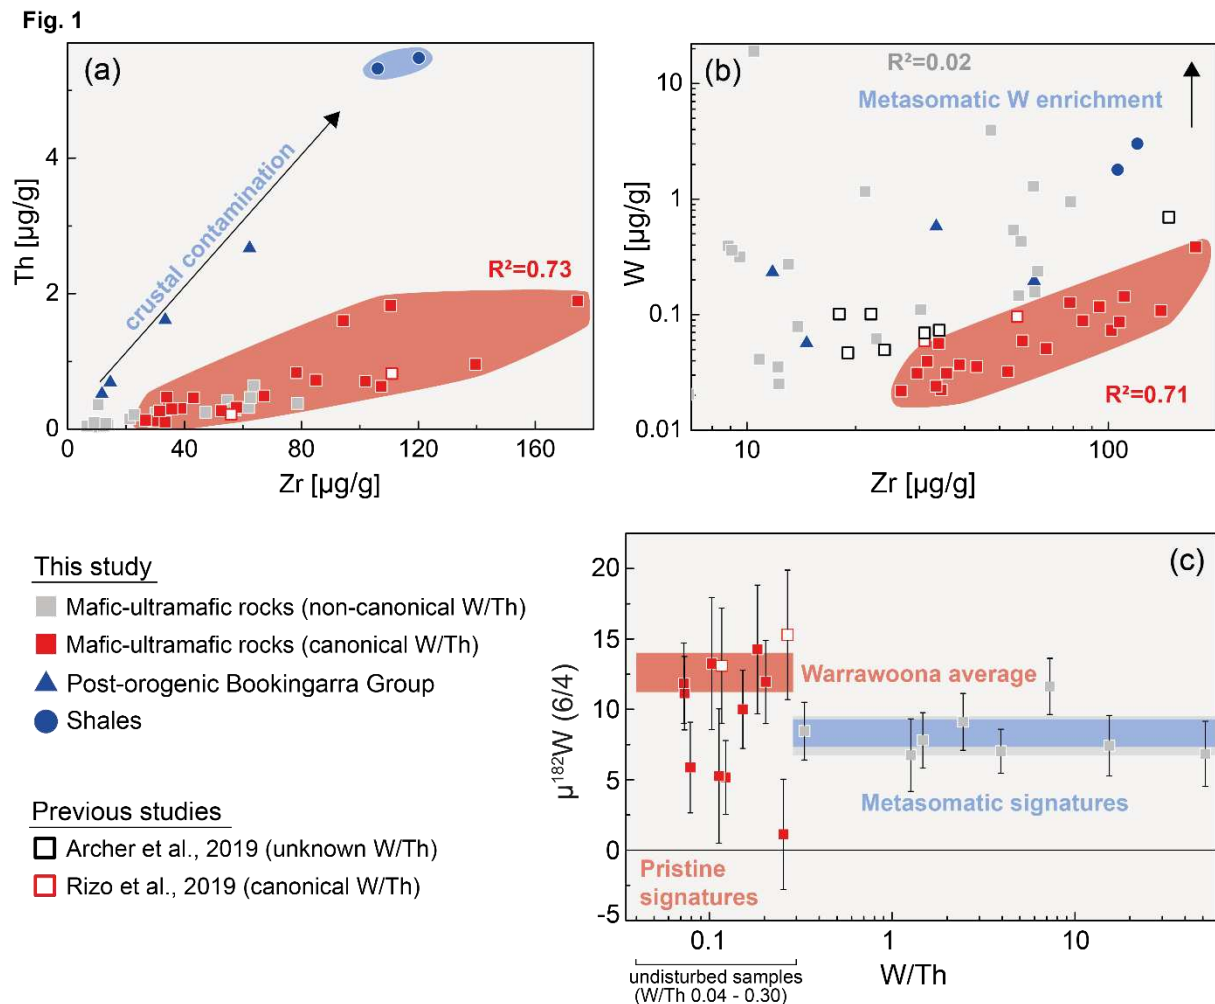 Fig. 1
(a)
Th [µg/g]
4
2
0
crustal contamination
R²=0.73
0
40
80
120
160
Zr [µg/g]
(b)
R²=0.02
Metasomatic W enrichment
W [µg/g]
10
1
0.1
0.01
R²=0.71
10
100
Zr [µg/g]
This study
Mafic-ultramafic rocks (non-canonical W/Th)
Mafic-ultramafic rocks (canonical W/Th)
Post-orogenic Bookingarra Group
Shales
Previous studies
Archer et al., 2019 (unknown W/Th)
Rizo et al., 2019 (canonical W/Th)
(c)
µ¹⁸²W (6/4)
20
15
10
5
0
-5
Warrawoona average
Metasomatic signatures
Pristine
signatures
0.1
1
10
W/Th
undisturbed samples
(W/Th 0.04 - 0.30)